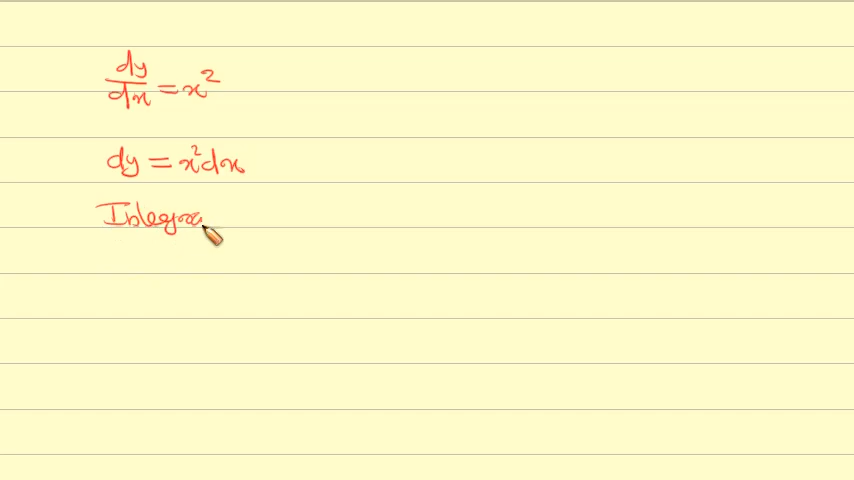 dy/dx = x²
dy = x²dx
Integra